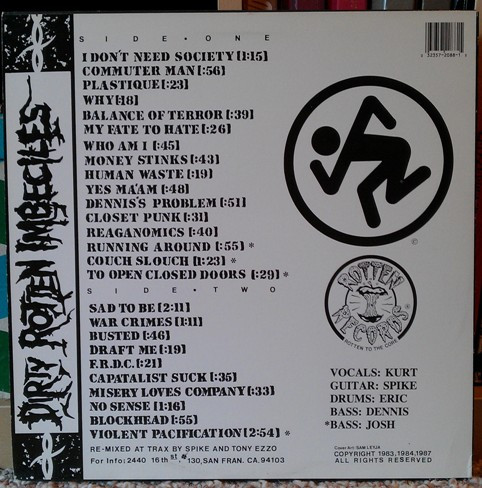 SIDE • ONE
I DON'T NEED SOCIETY [1:15]
COMMUTER MAN [:56]
PLASTIQUE [:23]
WHY [:18]
BALANCE OF TERROR [:39]
MY FATE TO HATE [:26]
WHO AM I [:45]
MONEY STINKS [:43]
HUMAN WASTE [:19]
YES MA'AM [:48]
DENNIS'S PROBLEM [:51]
CLOSET PUNK [:31]
REAGANOMICS [:40]
RUNNING AROUND [:55] *
COUCH SLOUCH [1:23] *
TO OPEN CLOSED DOORS [1:29] *
SIDE • TWO
SAD TO BE [2:11]
WAR CRIMES [1:11]
BUSTED [:46]
DRAFT ME [:19]
F.R.D.C. [:21]
CAPATALIST SUCK [:35]
MISERY LOVES COMPANY [:33]
NO SENSE [1:16]
BLOCKHEAD [:55]
VIOLENT PACIFICATION [2:54] *
RE-MIXED AT TRAX BY SPIKE AND TONY EZZO
For Info: 2440 16th st. # 130, SAN FRAN. CA. 94103
DIRTY ROTTEN IMBECILES
©
ROTTEN
RECORDS
ROTTEN TO THE CORE
VOCALS: KURT
GUITAR: SPIKE
DRUMS: ERIC
BASS: DENNIS
*BASS: JOSH
Cover Art: SAM LEYJA
COPYRIGHT 1983,1984,1987
ALL RIGHTS RESERVED